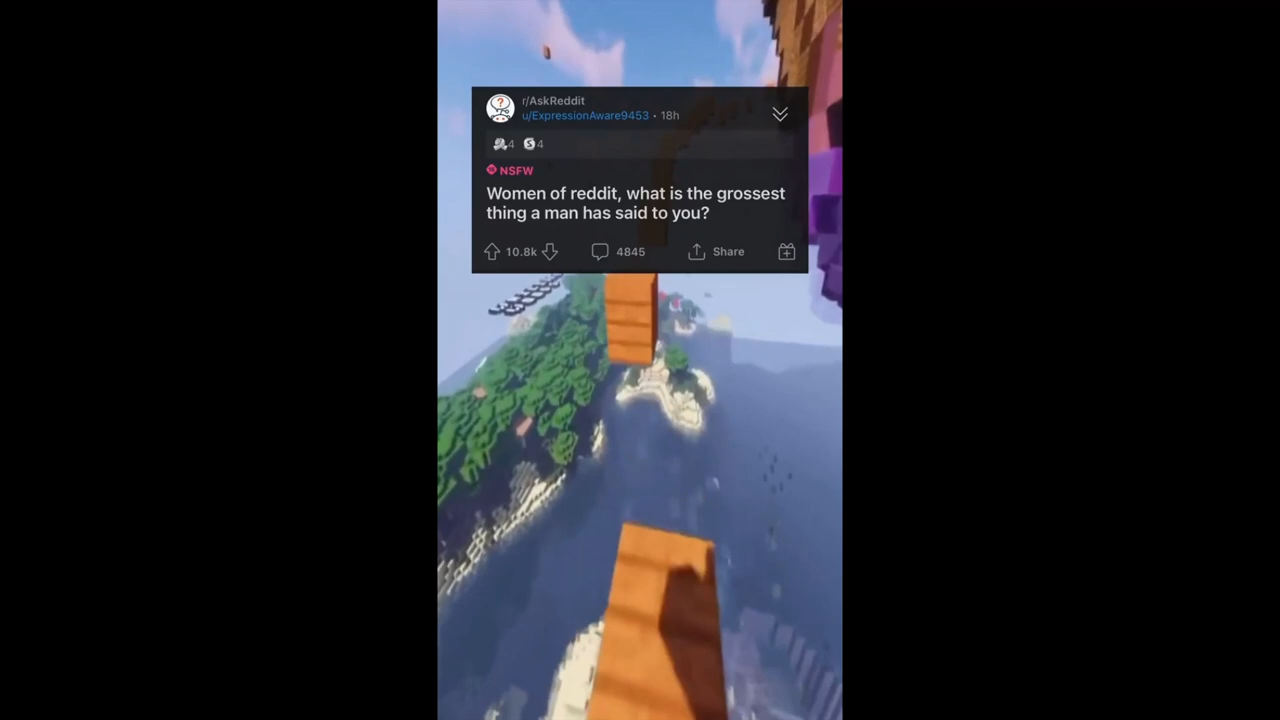 r/AskReddit
u/ExpressionAware9453 • 18h
4 S 4
NSFW
Women of reddit, what is the grossest
thing a man has said to you?
10.8k 4845 Share